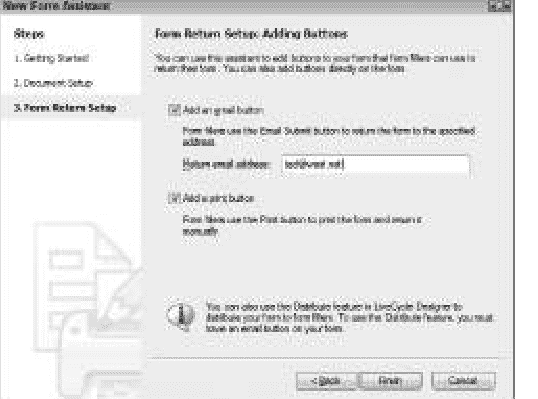 New Form Assistant
Steps
1. Getting Started
2. Document Setup
3. Form Return Setup
Form Return Setup: Adding Buttons
You can use this assistant to add buttons to your form that form fillers can use to
return their form. You can also add buttons directly on the form.
Add an email button
Form fillers use the Email Submit button to return the form to the specified
address.
Return email address:
Add a print button
Form fillers use the Print button to print the form and return it
manually.
You can also use the Distribute feature in LiveCycle Designer to
distribute your form to form fillers. To use the Distribute feature, you must
have an email button on your form.
< Back
Finish
Cancel